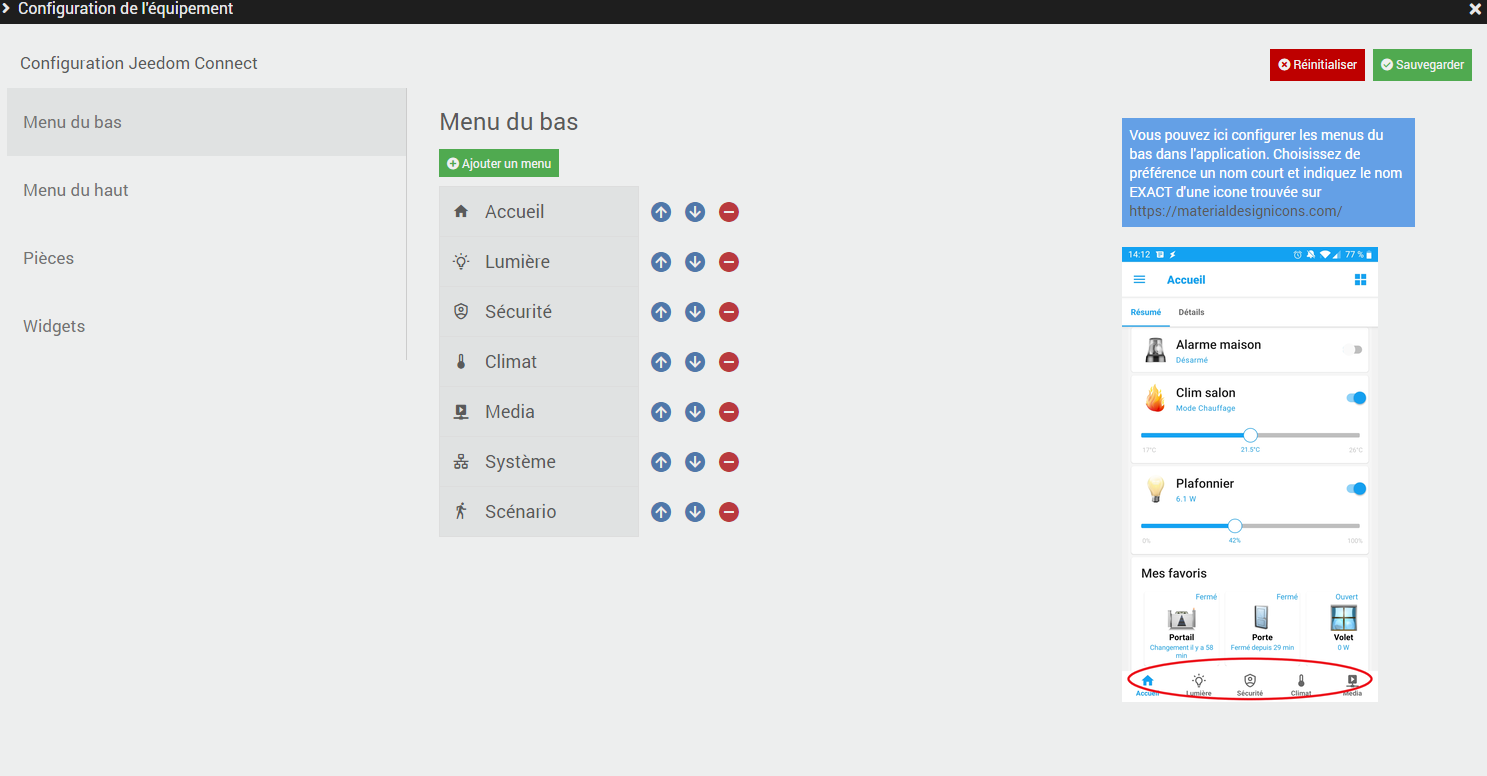 Configuration de l'équipement
Configuration Jeedom Connect
Réinitialiser
Sauvegarder
Menu du bas
Menu du haut
Pièces
Widgets
Menu du bas
Ajouter un menu
Accueil
Lumière
Sécurité
Climat
Media
Système
Scénario
Vous pouvez ici configurer les menus du
bas dans l'application. Choisissez de
préférence un nom court et indiquez le nom
EXACT d'une icone trouvée sur
https://materialdesignicons.com/
14:12 77 %
Accueil
Résumé Détails
Alarme maison
Désarmé
Clim salon
Mode Chauffage
17°C 21.5°C 26°C
Plafonnier
6.1 W
0% 42% 100%
Mes favoris
Fermé Fermé Ouvert
Portail Porte Volet
Changement il y a 58 Fermé depuis 29 min 0 W
min
Accueil Lumière Sécurité Climat Media